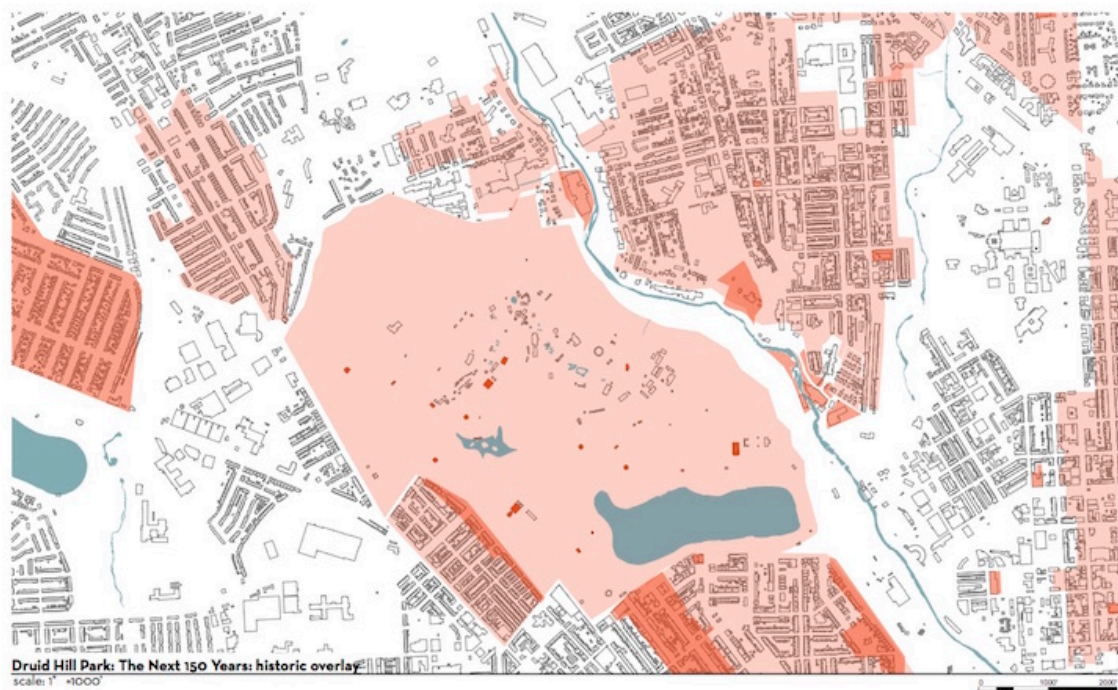 Druid Hill Park: The Next 150 Years: historic overlay
scale: 1" =1000'
0 1000' 2000'